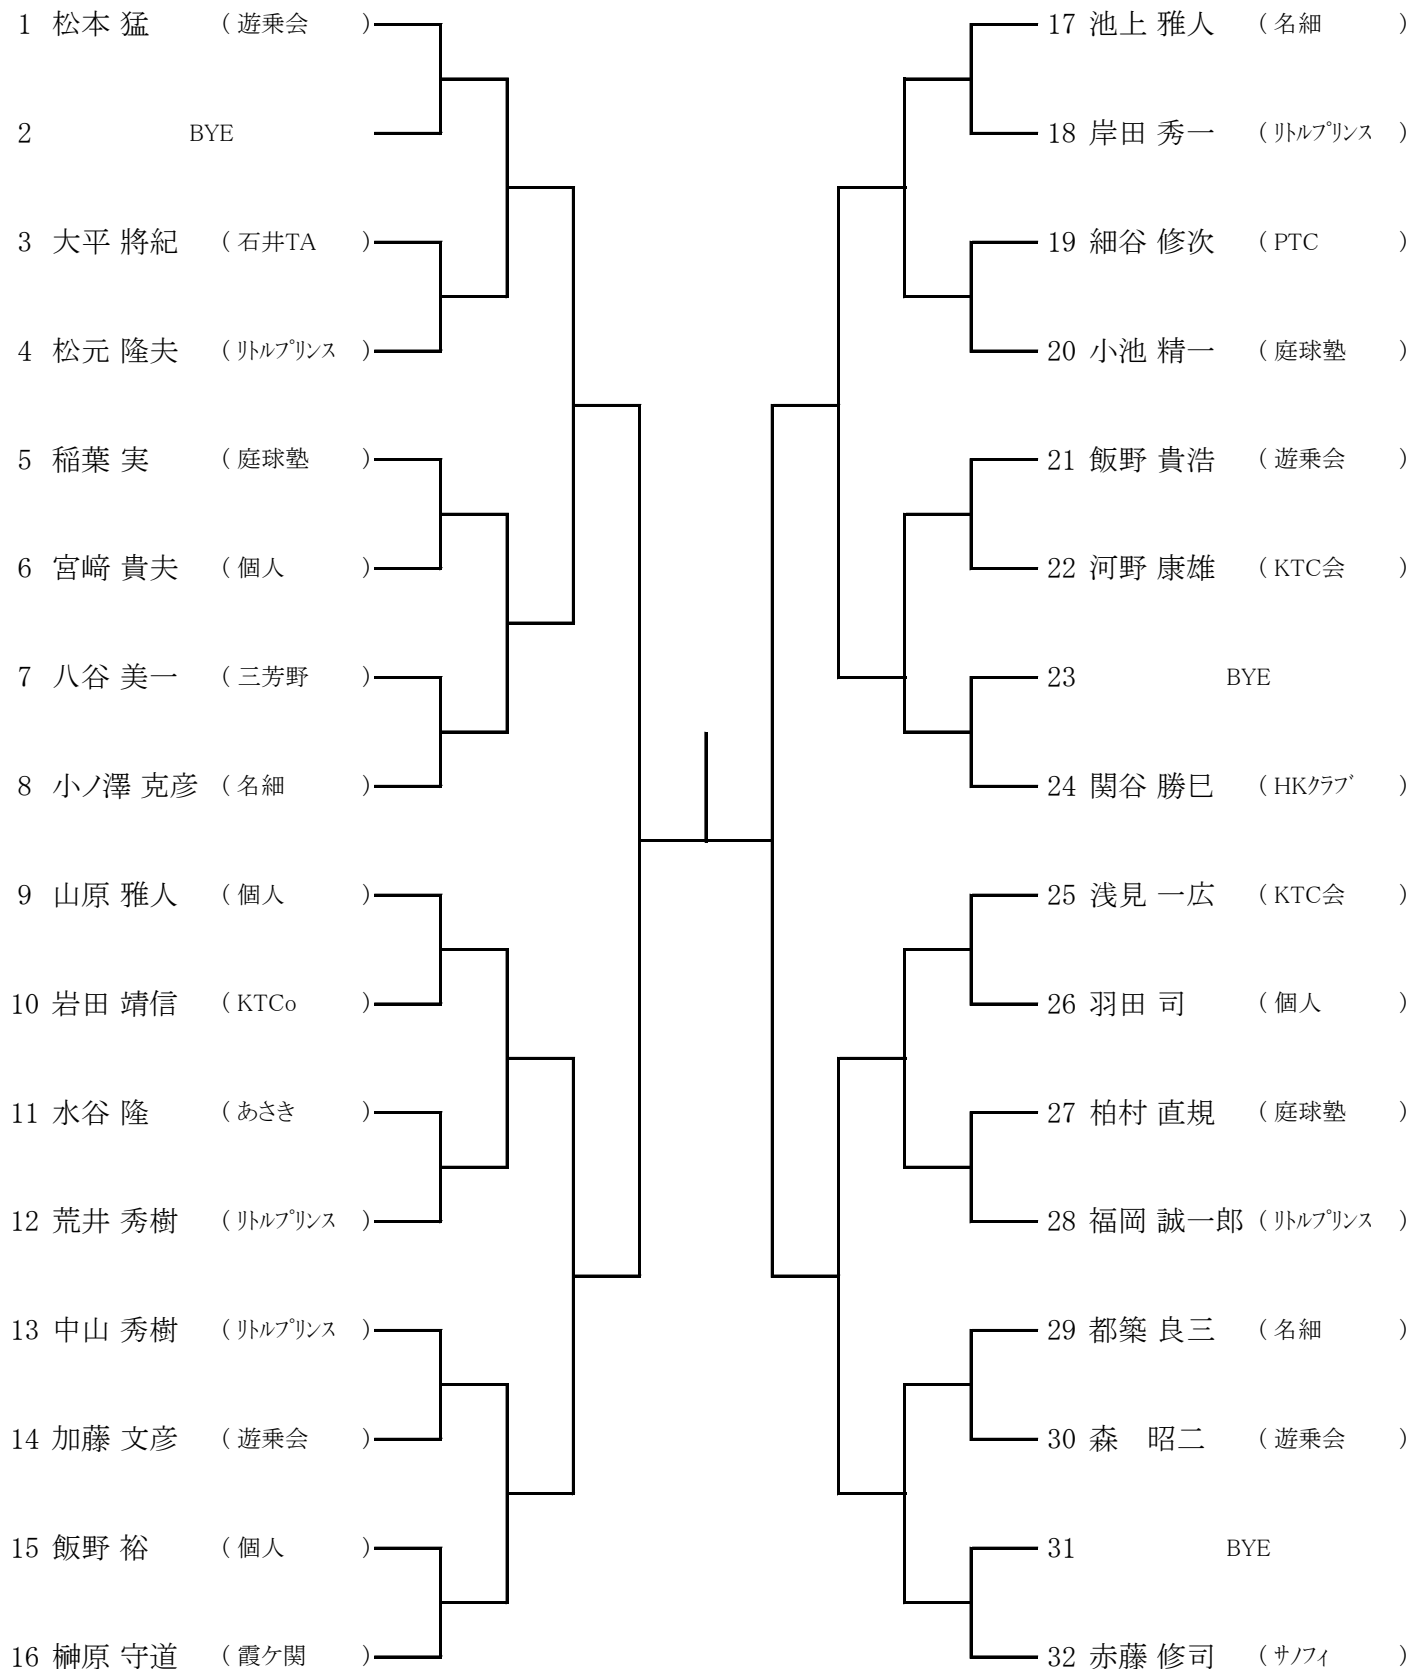 1 松本 猛 ( 遊乗会 )
2 BYE
3 大平 將紀 ( 石井TA )
4 松元 隆夫 ( ﾘﾄﾙﾌﾟﾘﾝｽ )
5 稲葉 実 ( 庭球塾 )
6 宮﨑 貴夫 ( 個人 )
7 八谷 美一 ( 三芳野 )
8 小ノ澤 克彦 ( 名細 )
9 山原 雅人 ( 個人 )
10 岩田 靖信 ( KTCo )
11 水谷 隆 ( あさき )
12 荒井 秀樹 ( ﾘﾄﾙﾌﾟﾘﾝｽ )
13 中山 秀樹 ( ﾘﾄﾙﾌﾟﾘﾝｽ )
14 加藤 文彦 ( 遊乗会 )
15 飯野 裕 ( 個人 )
16 榊原 守道 ( 霞ケ関 )
17 池上 雅人 ( 名細 )
18 岸田 秀一 ( ﾘﾄﾙﾌﾟﾘﾝｽ )
19 細谷 修次 ( PTC )
20 小池 精一 ( 庭球塾 )
21 飯野 貴浩 ( 遊乗会 )
22 河野 康雄 ( KTC会 )
23 BYE
24 関谷 勝巳 ( HKｸﾗﾌﾞ )
25 浅見 一広 ( KTC会 )
26 羽田 司 ( 個人 )
27 柏村 直規 ( 庭球塾 )
28 福岡 誠一郎 ( ﾘﾄﾙﾌﾟﾘﾝｽ )
29 都築 良三 ( 名細 )
30 森　昭二 ( 遊乗会 )
31 BYE
32 赤藤 修司 ( ｻﾉﾌｨ )